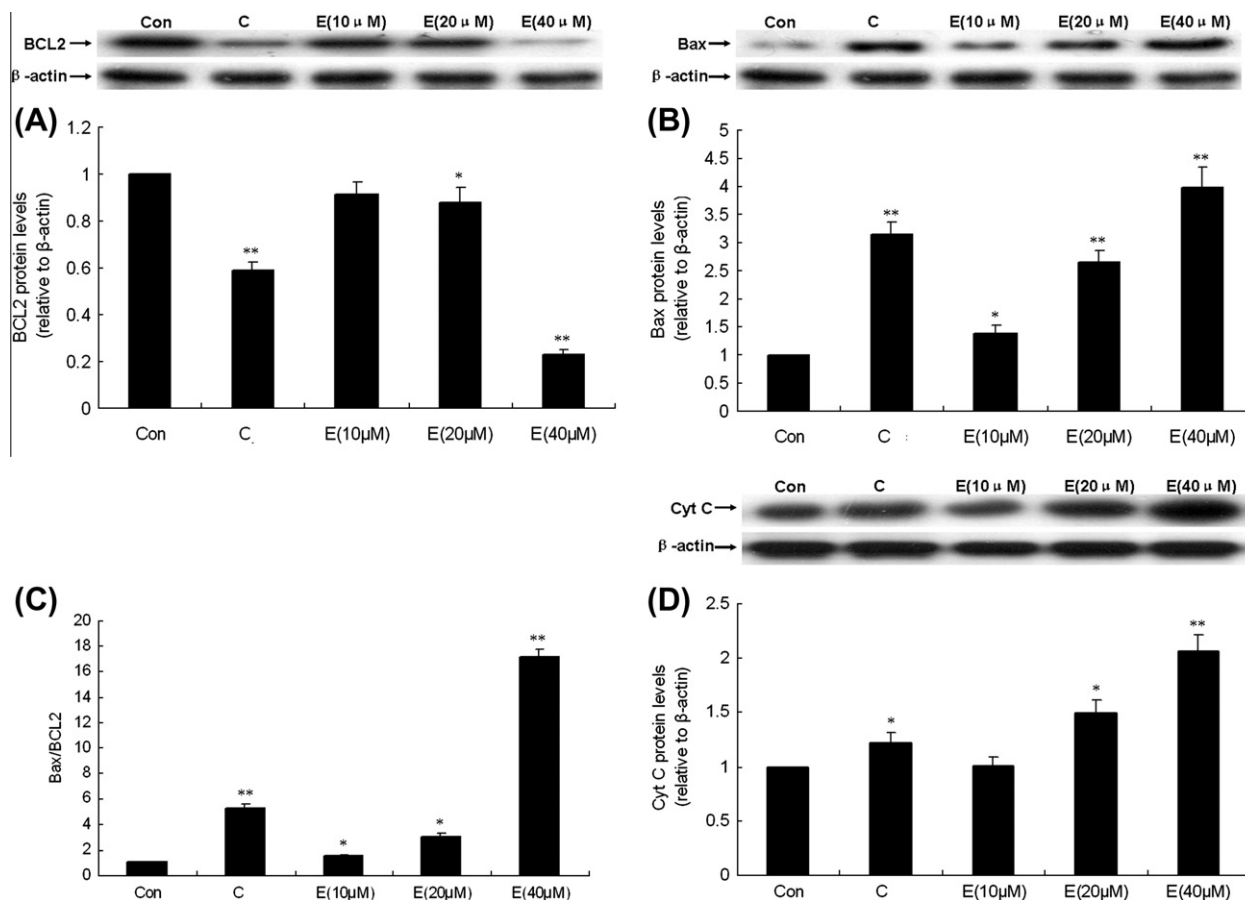 Con C E(10 μ M) E(20 μ M) E(40 μ M)
BCL2
β -actin
(A)
BCL2 protein levels
(relative to β-actin)
1.2
1
0.8
0.6
0.4
0.2
0
**
*
**
Con C E(10μM) E(20μM) E(40μM)
Con C E(10 μ M) E(20 μ M) E(40 μ M)
Bax
β -actin
(B)
Bax protein levels
(relative to β-actin)
5
4.5
4
3.5
3
2.5
2
1.5
1
0.5
0
**
*
**
**
Con C E(10μM) E(20μM) E(40μM)
(C)
Bax/BCL2
20
18
16
14
12
10
8
6
4
2
0
**
*
*
**
Con C E(10μM) E(20μM) E(40μM)
Con C E(10 μ M) E(20 μ M) E(40 μ M)
Cyt C
β -actin
(D)
Cyt C protein levels
(relative to β-actin)
2.5
2
1.5
1
0.5
0
*
*
**
Con C E(10μM) E(20μM) E(40μM)